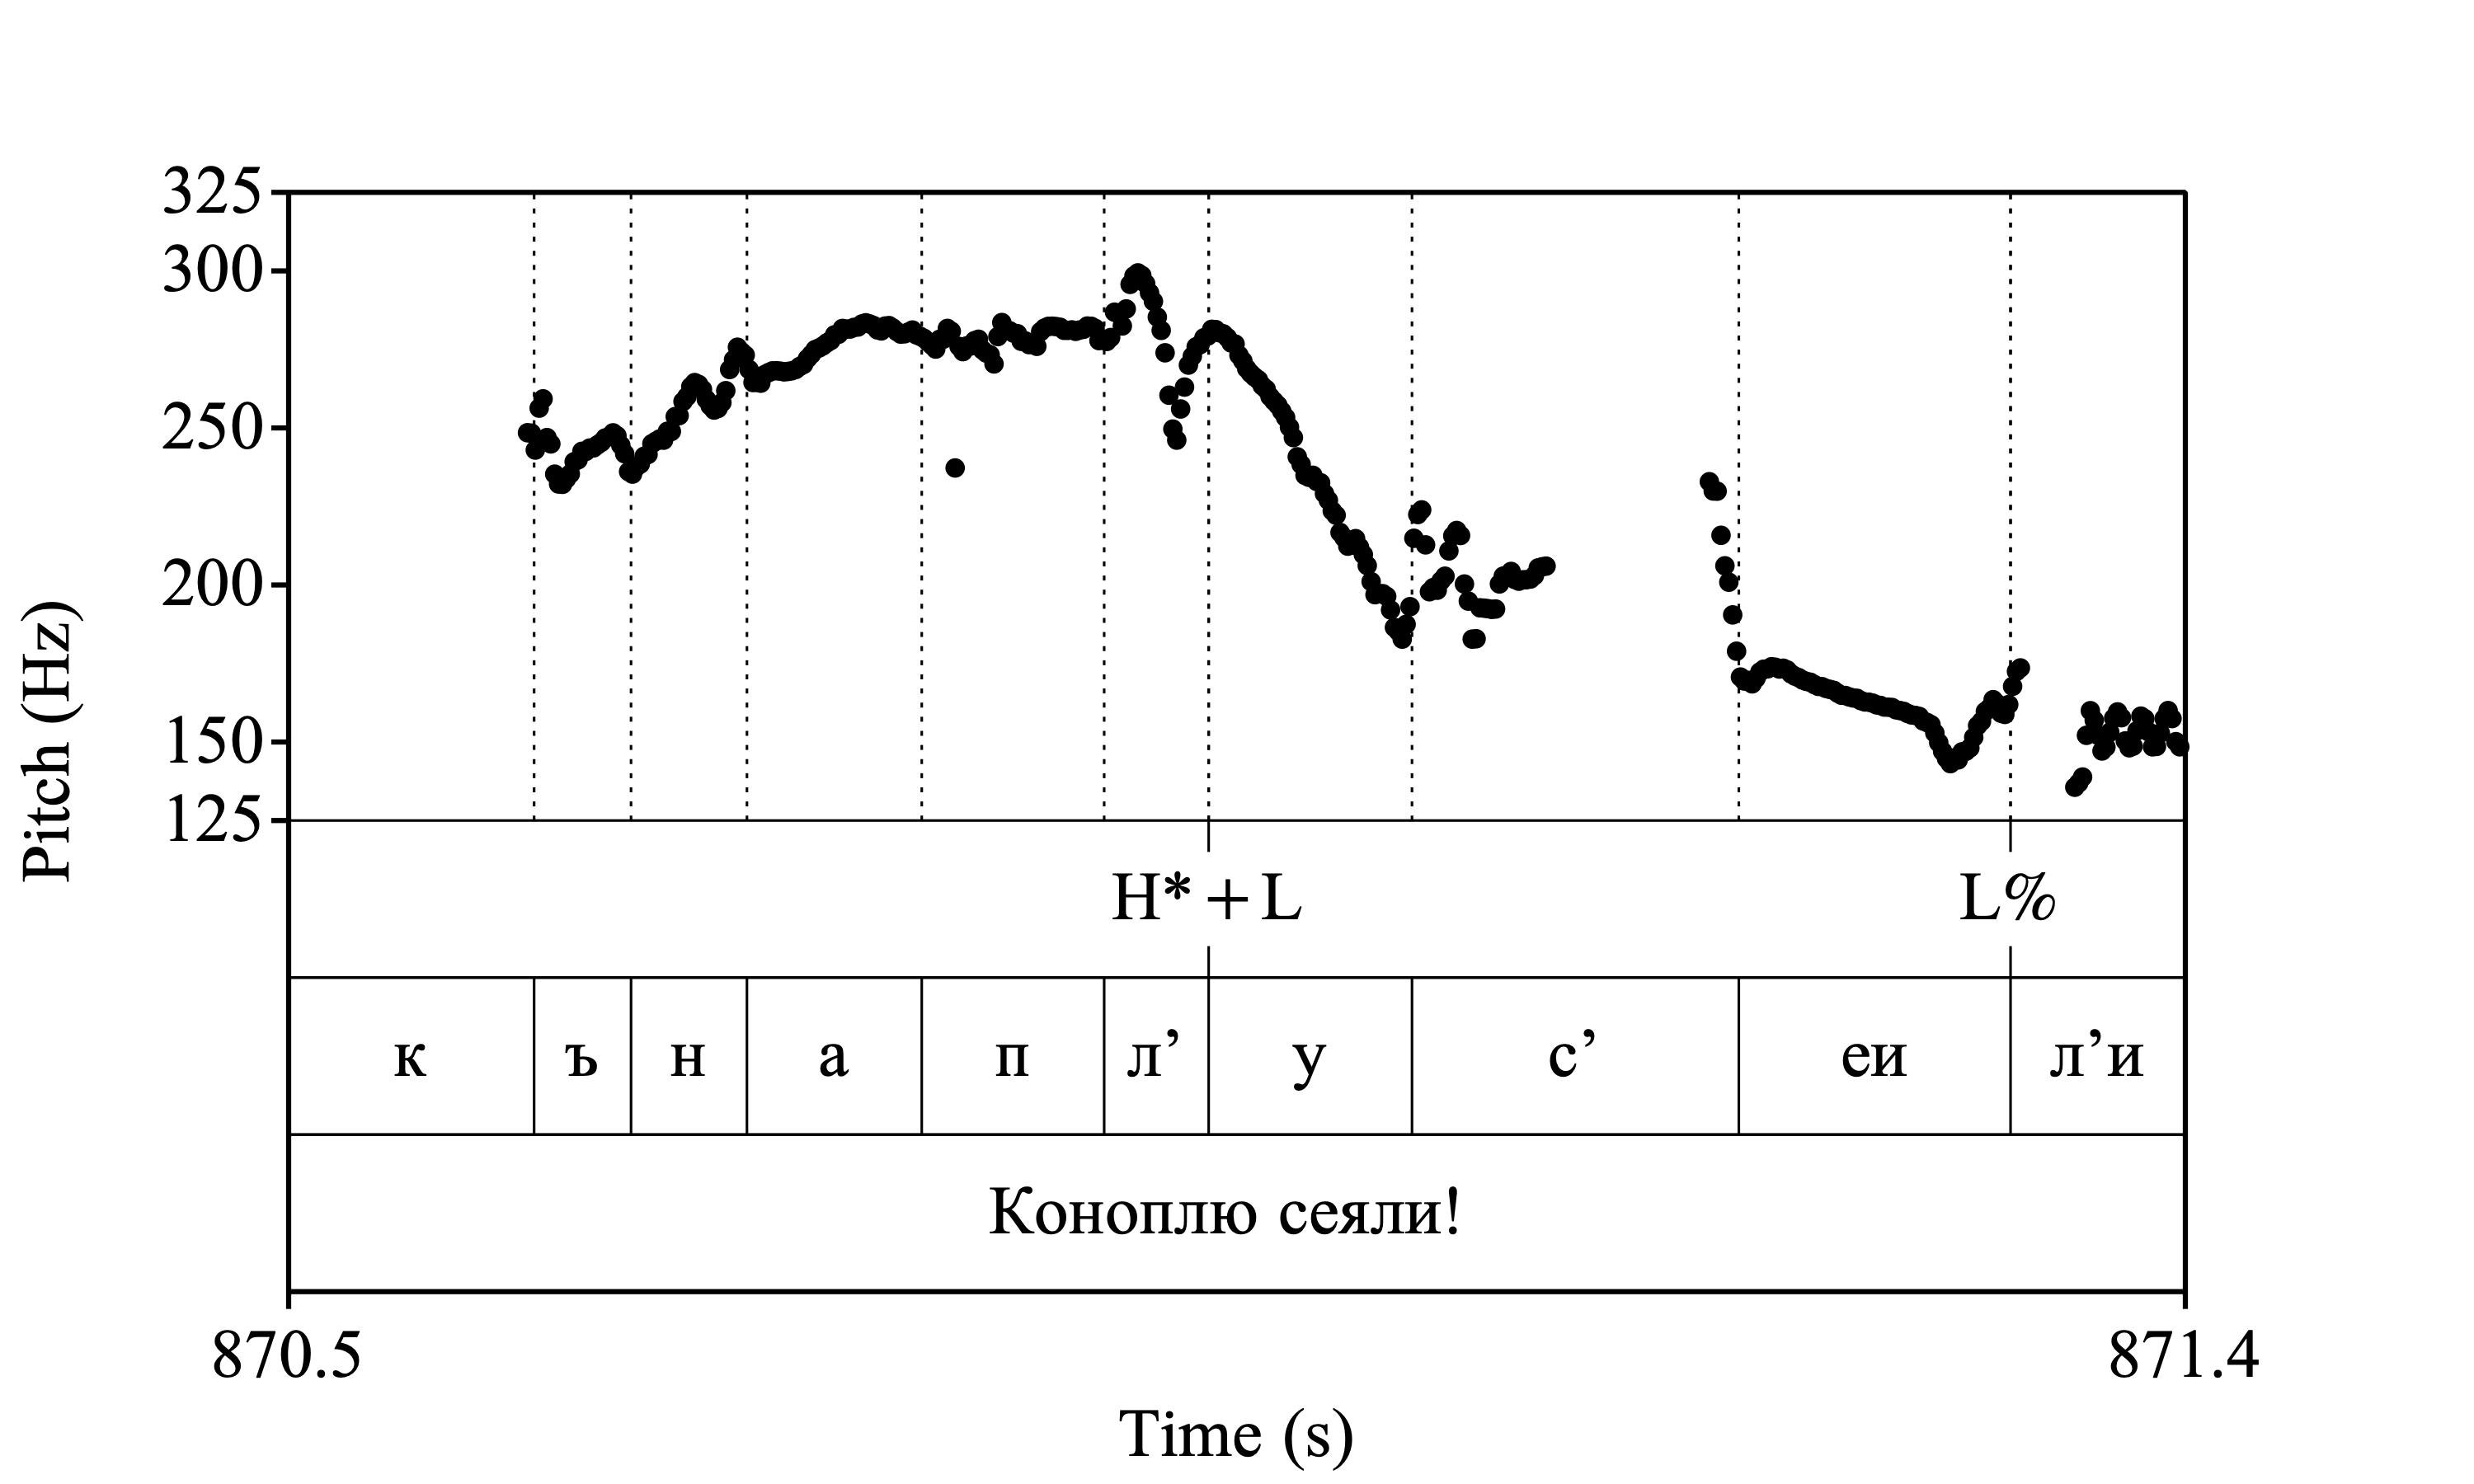 325
300
250
200
150
125
Pitch (Hz)
H* + L L%
к ъ н а п л’ у с’ еи л’и
Коноплю сеяли!
870.5 871.4
Time (s)